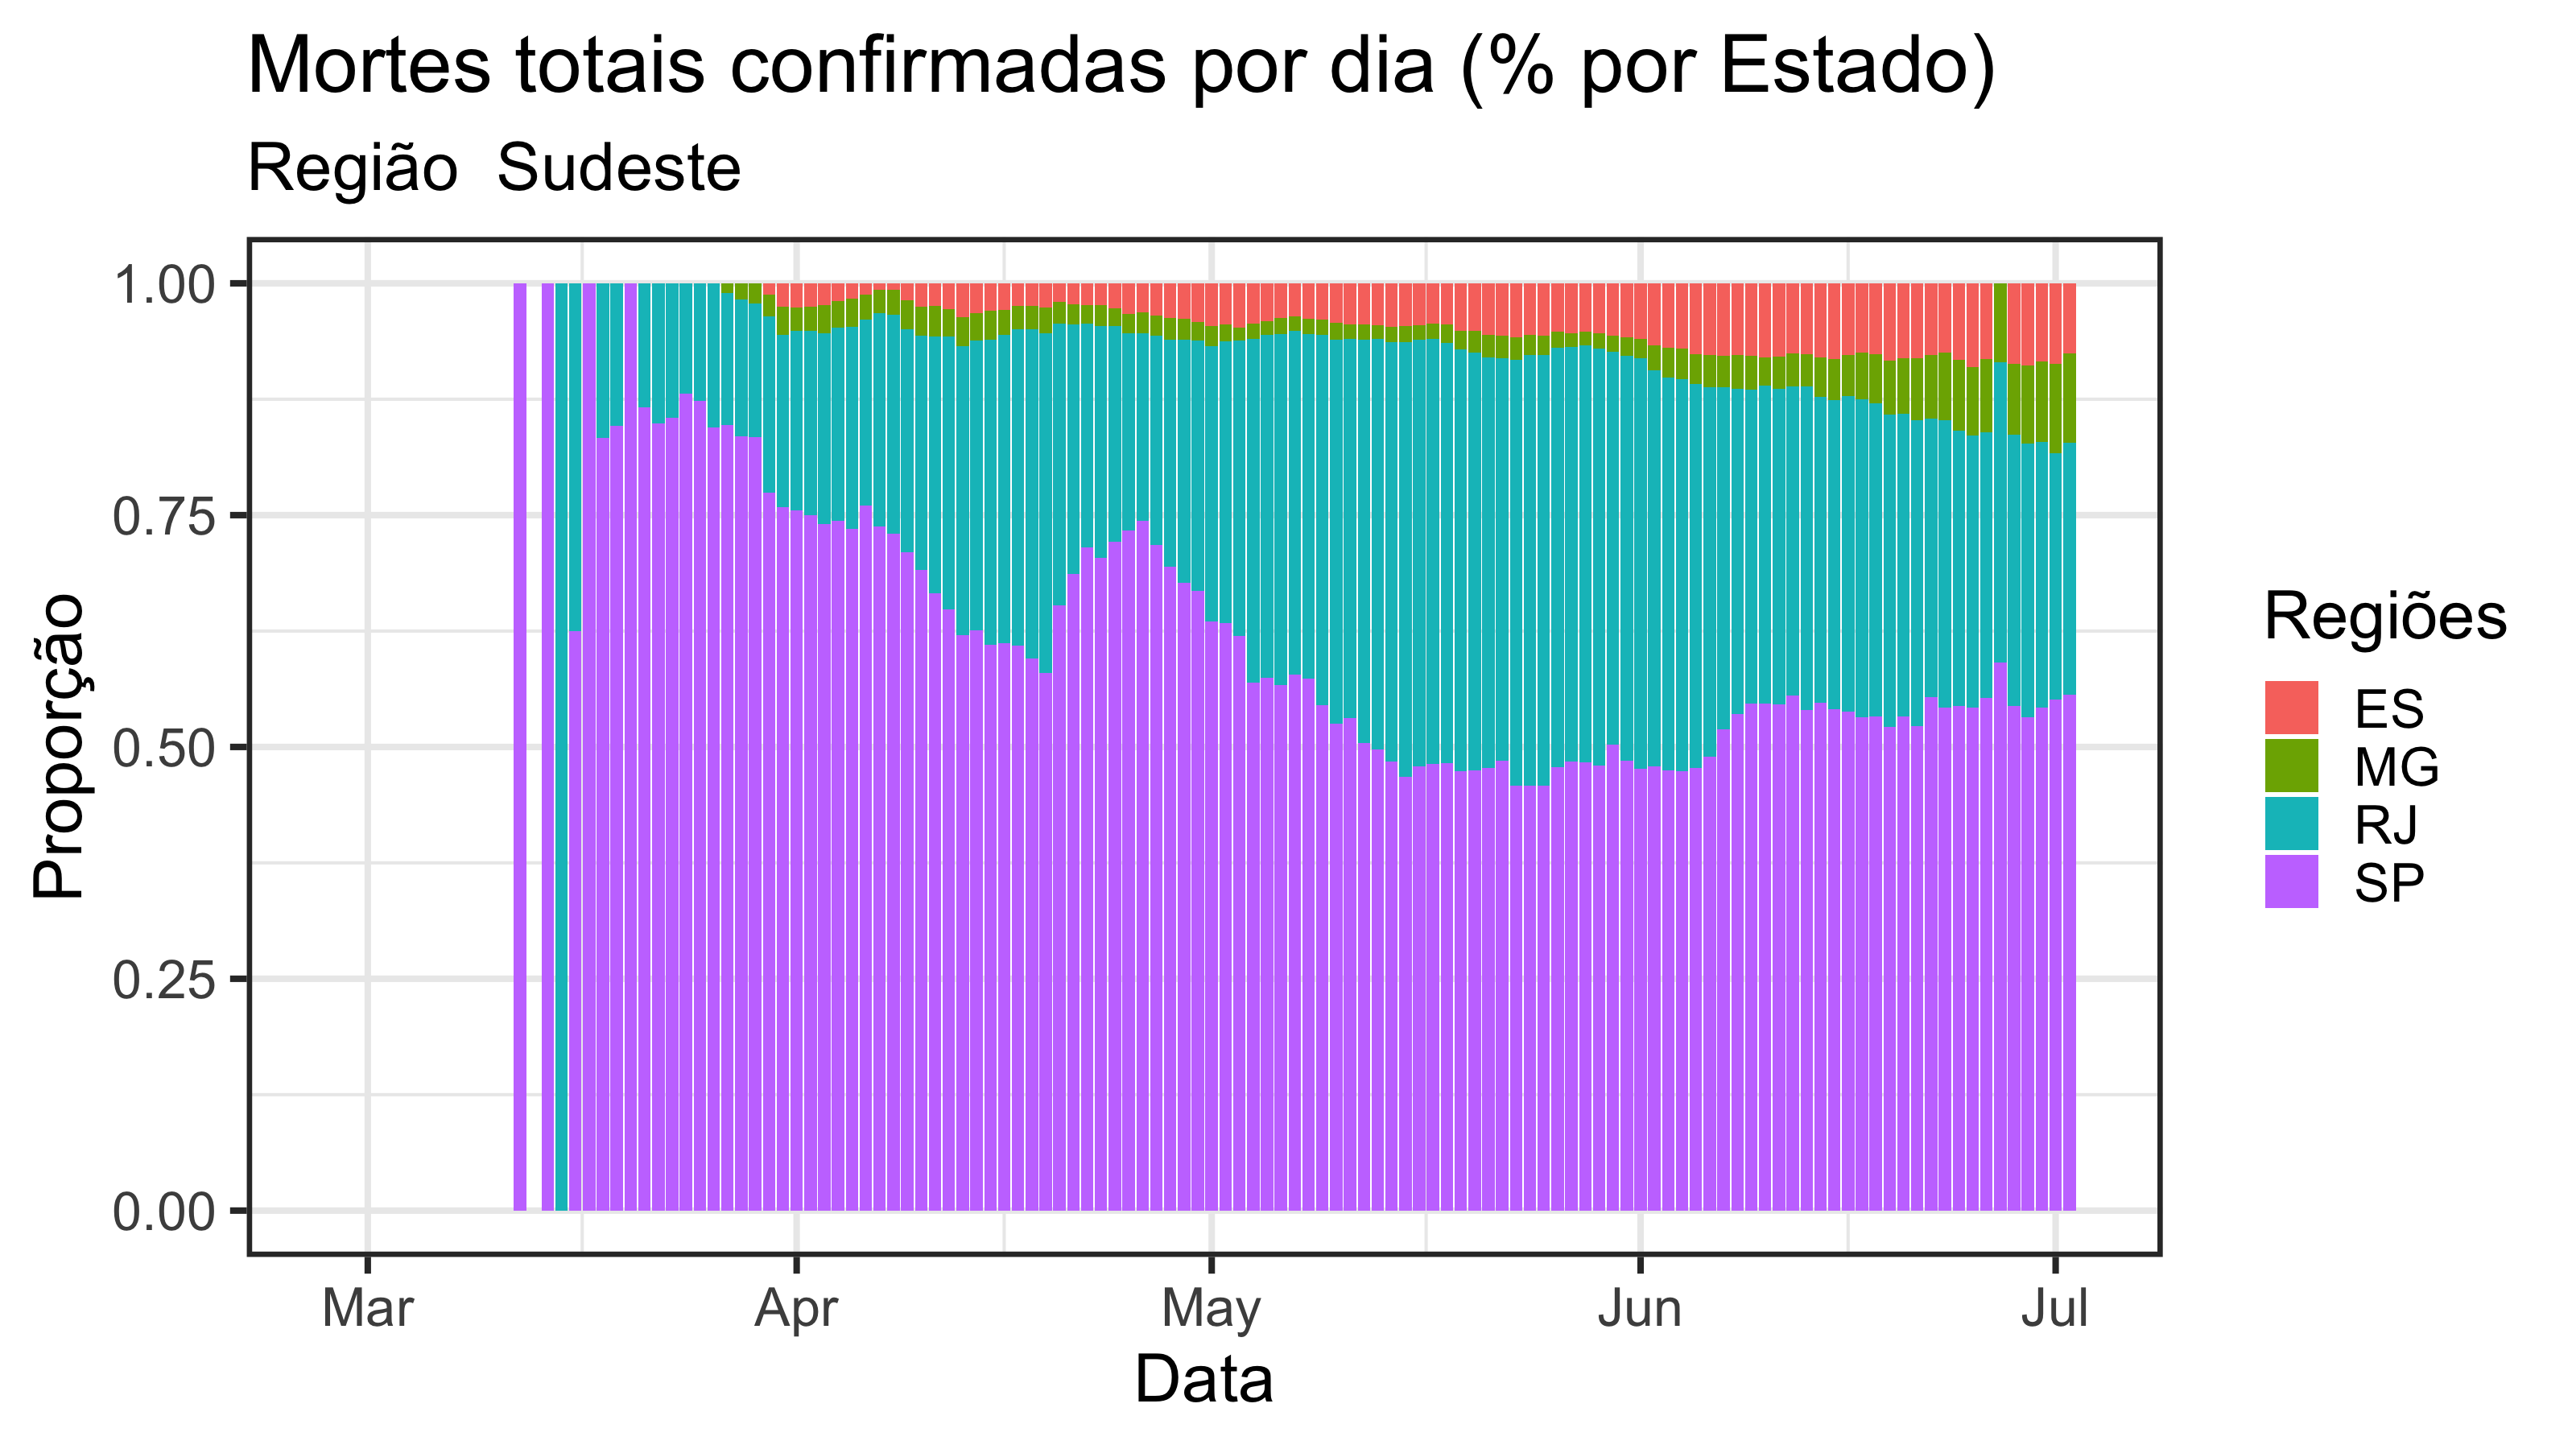 Mortes totais confirmadas por dia (% por Estado)
Região  Sudeste
Proporção
1.00
0.75
0.50
0.25
0.00
Mar
Apr
May
Jun
Jul
Data
Regiões
ES
MG
RJ
SP